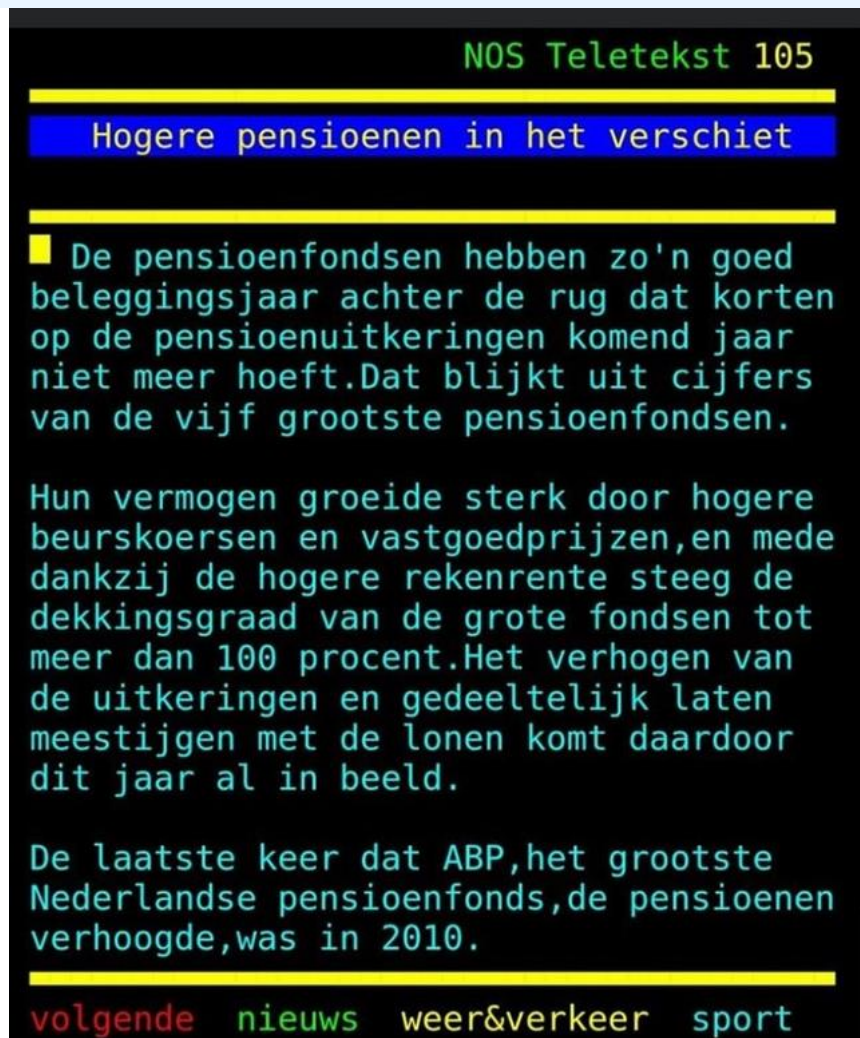 NOS Teletekst 105
Hogere pensioenen in het verschiet
De pensioenfondsen hebben zo'n goed
beleggingsjaar achter de rug dat korten
op de pensioenuitkeringen komend jaar
niet meer hoeft.Dat blijkt uit cijfers
van de vijf grootste pensioenfondsen.
Hun vermogen groeide sterk door hogere
beurskoersen en vastgoedprijzen,en mede
dankzij de hogere rekenrente steeg de
dekkingsgraad van de grote fondsen tot
meer dan 100 procent.Het verhogen van
de uitkeringen en gedeeltelijk laten
meestijgen met de lonen komt daardoor
dit jaar al in beeld.
De laatste keer dat ABP,het grootste
Nederlandse pensioenfonds,de pensioenen
verhoogde,was in 2010.
volgende nieuws weer&verkeer sport